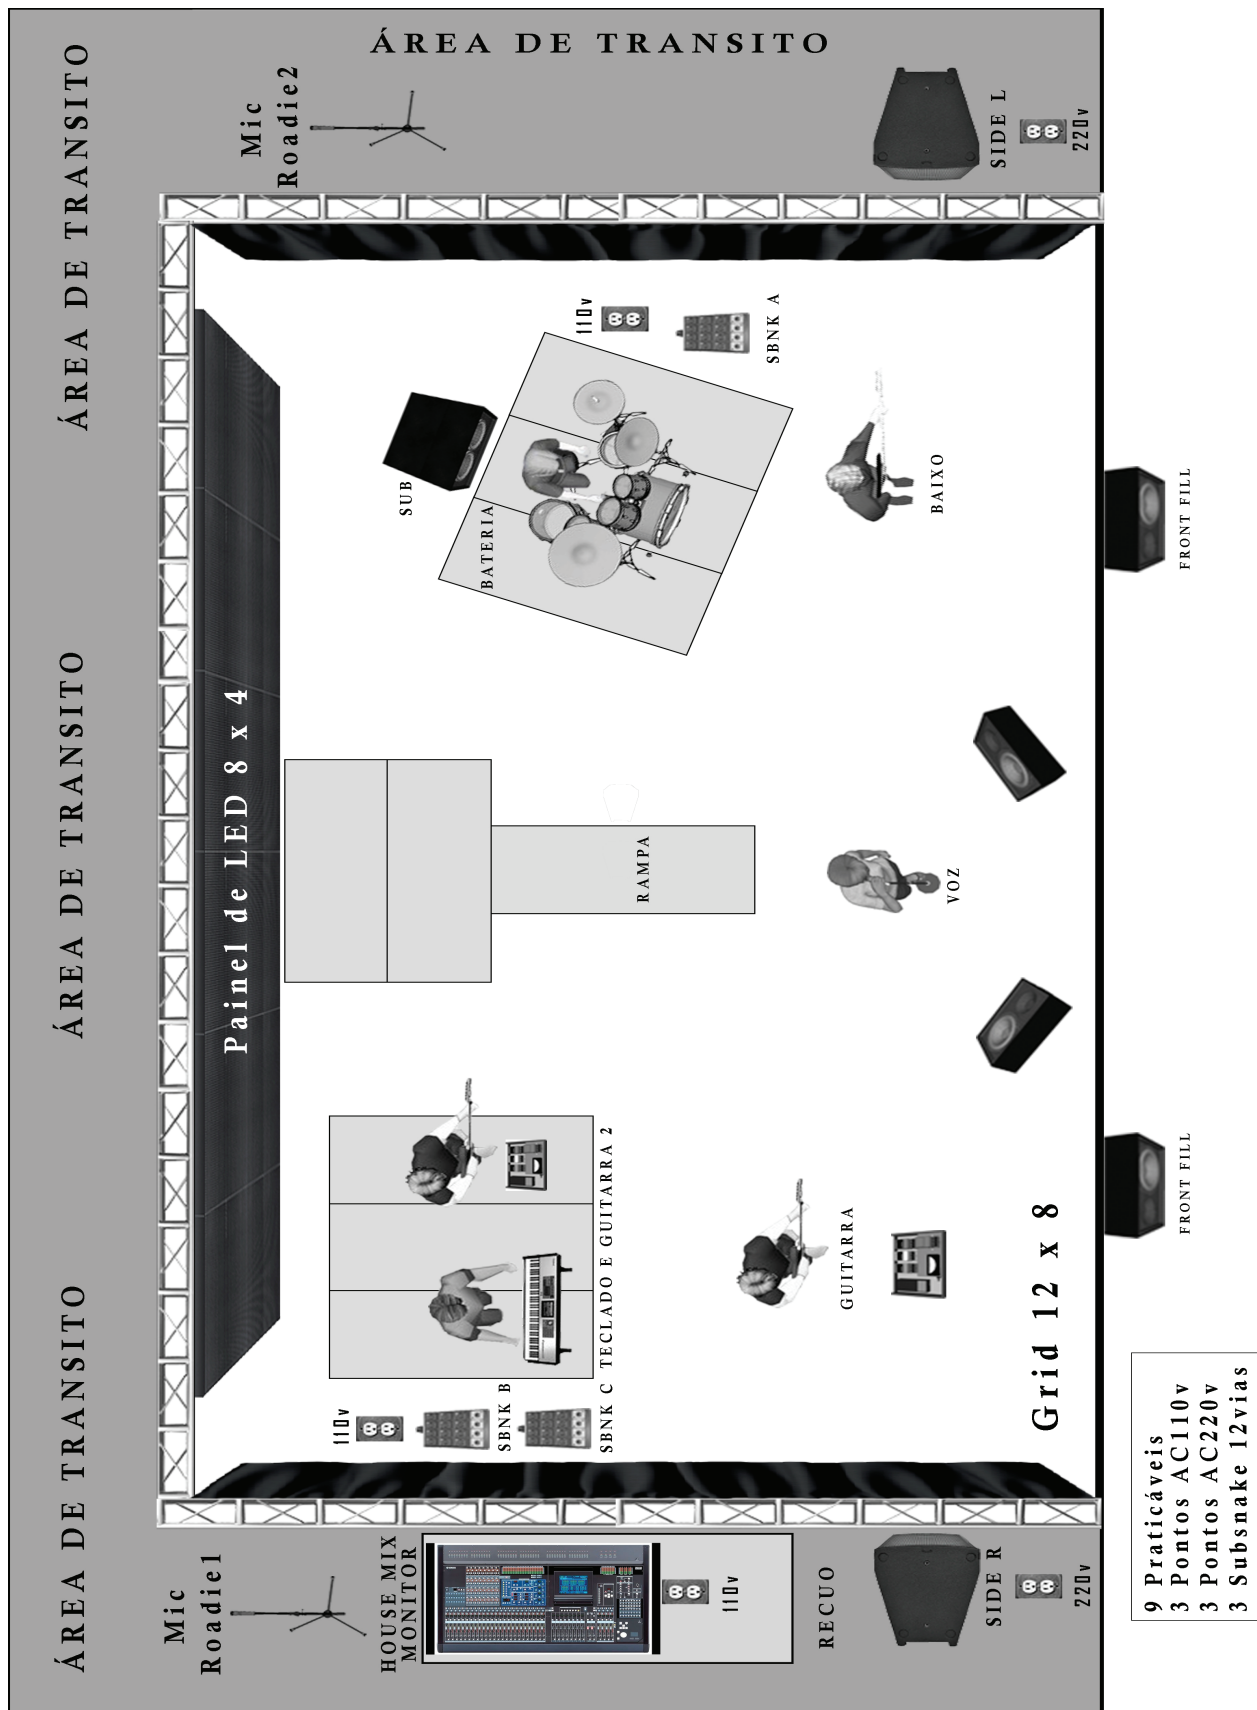 ÁREA DE TRANSITO
ÁREA DE TRANSITO
ÁREA DE TRANSITO
ÁREA DE TRANSITO
Mic
Roadie1
Mic
Roadie2
Painel de LED 8 x 4
HOUSE MIX
MONITOR
110v
RECUO
SIDE R
220v
110v
SBNK B
SBNK C
TECLADO E GUITARRA 2
GUITARRA
RAMPA
VOZ
SUB
BATERIA
110v
SBNK A
BAIXO
SIDE L
220v
Grid 12 x 8
FRONT FILL
FRONT FILL
9 Praticáveis
3 Pontos AC110v
3 Pontos AC220v
3 Subsnake 12vias